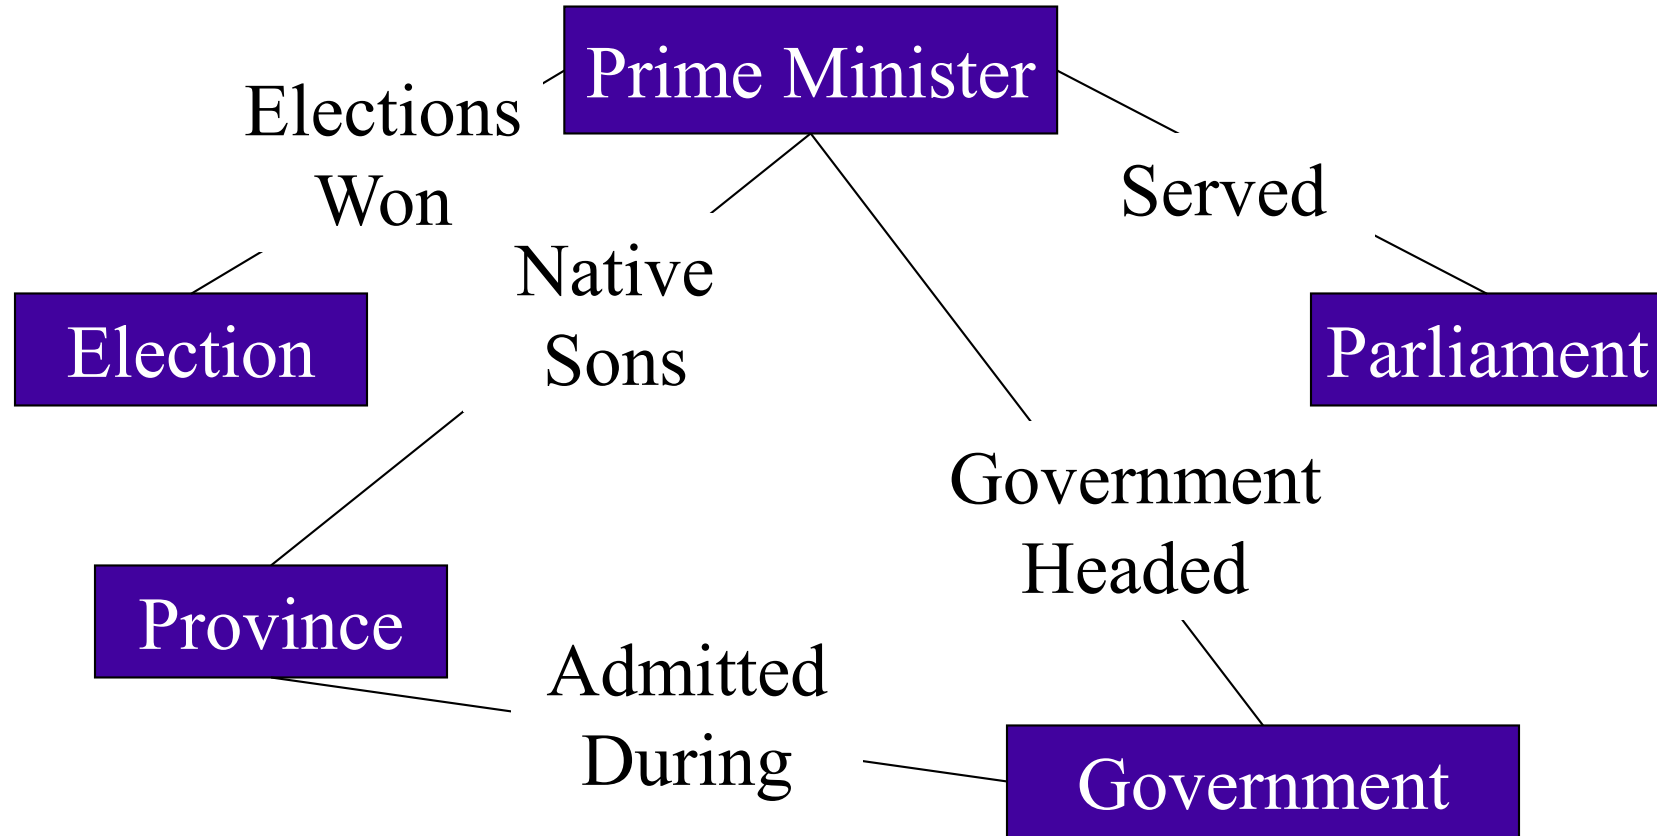 Prime Minister
Elections
Won
Served
Native
Sons
Election
Parliament
Government
Headed
Province
Admitted
During
Government